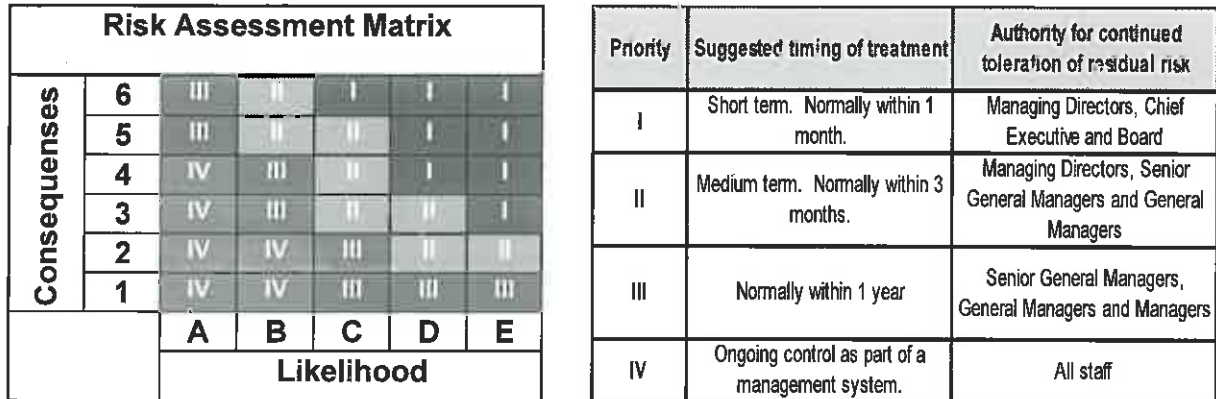 Risk Assessment Matrix
Consequenses
6 III II I I I
5 III II II I I
4 IV III II I I
3 IV III II II I
2 IV IV III II II
1 IV IV III III III
A B C D E
Likelihood
Priority Suggested timing of treatment Authority for continued
toleration of residual risk
I Short term. Normally within 1
month. Managing Directors, Chief
Executive and Board
II Medium term. Normally within 3
months. Managing Directors, Senior
General Managers and General
Managers
III Normally within 1 year Senior General Managers,
General Managers and Managers
IV Ongoing control as part of a
management system. All staff